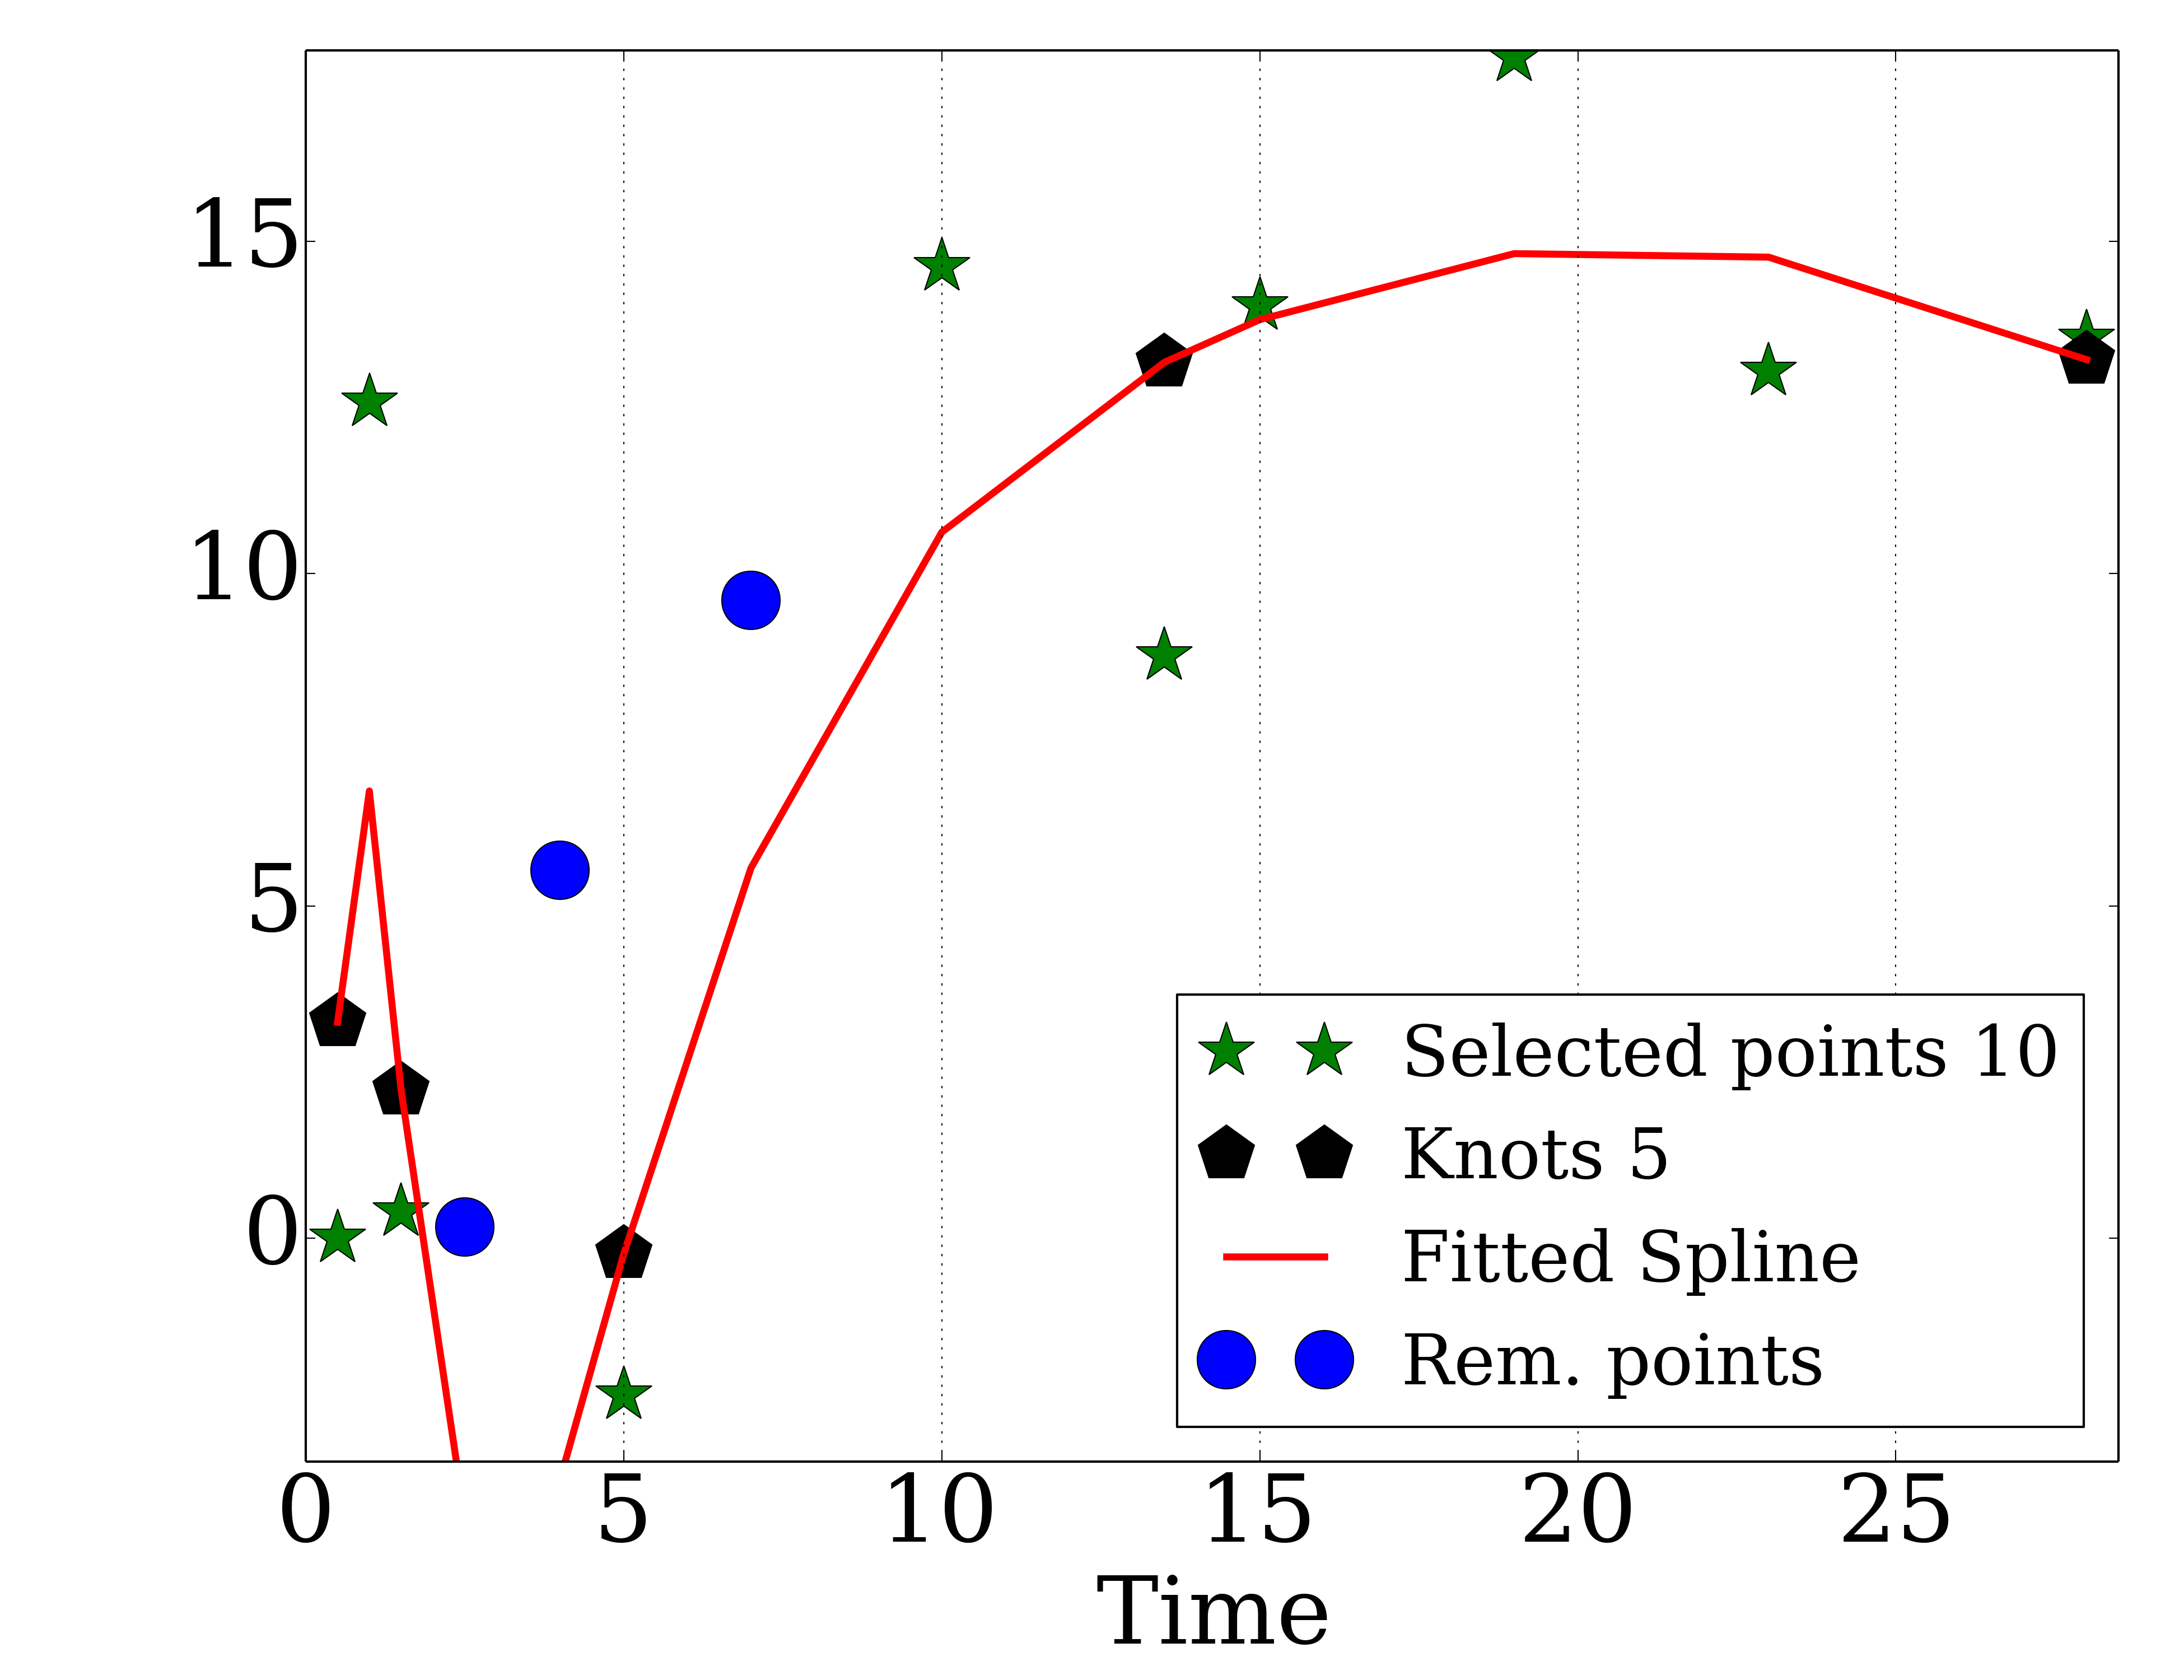 15
10
5
0
0 5 10 15 20 25
Time
Selected points 10
Knots 5
Fitted Spline
Rem. points